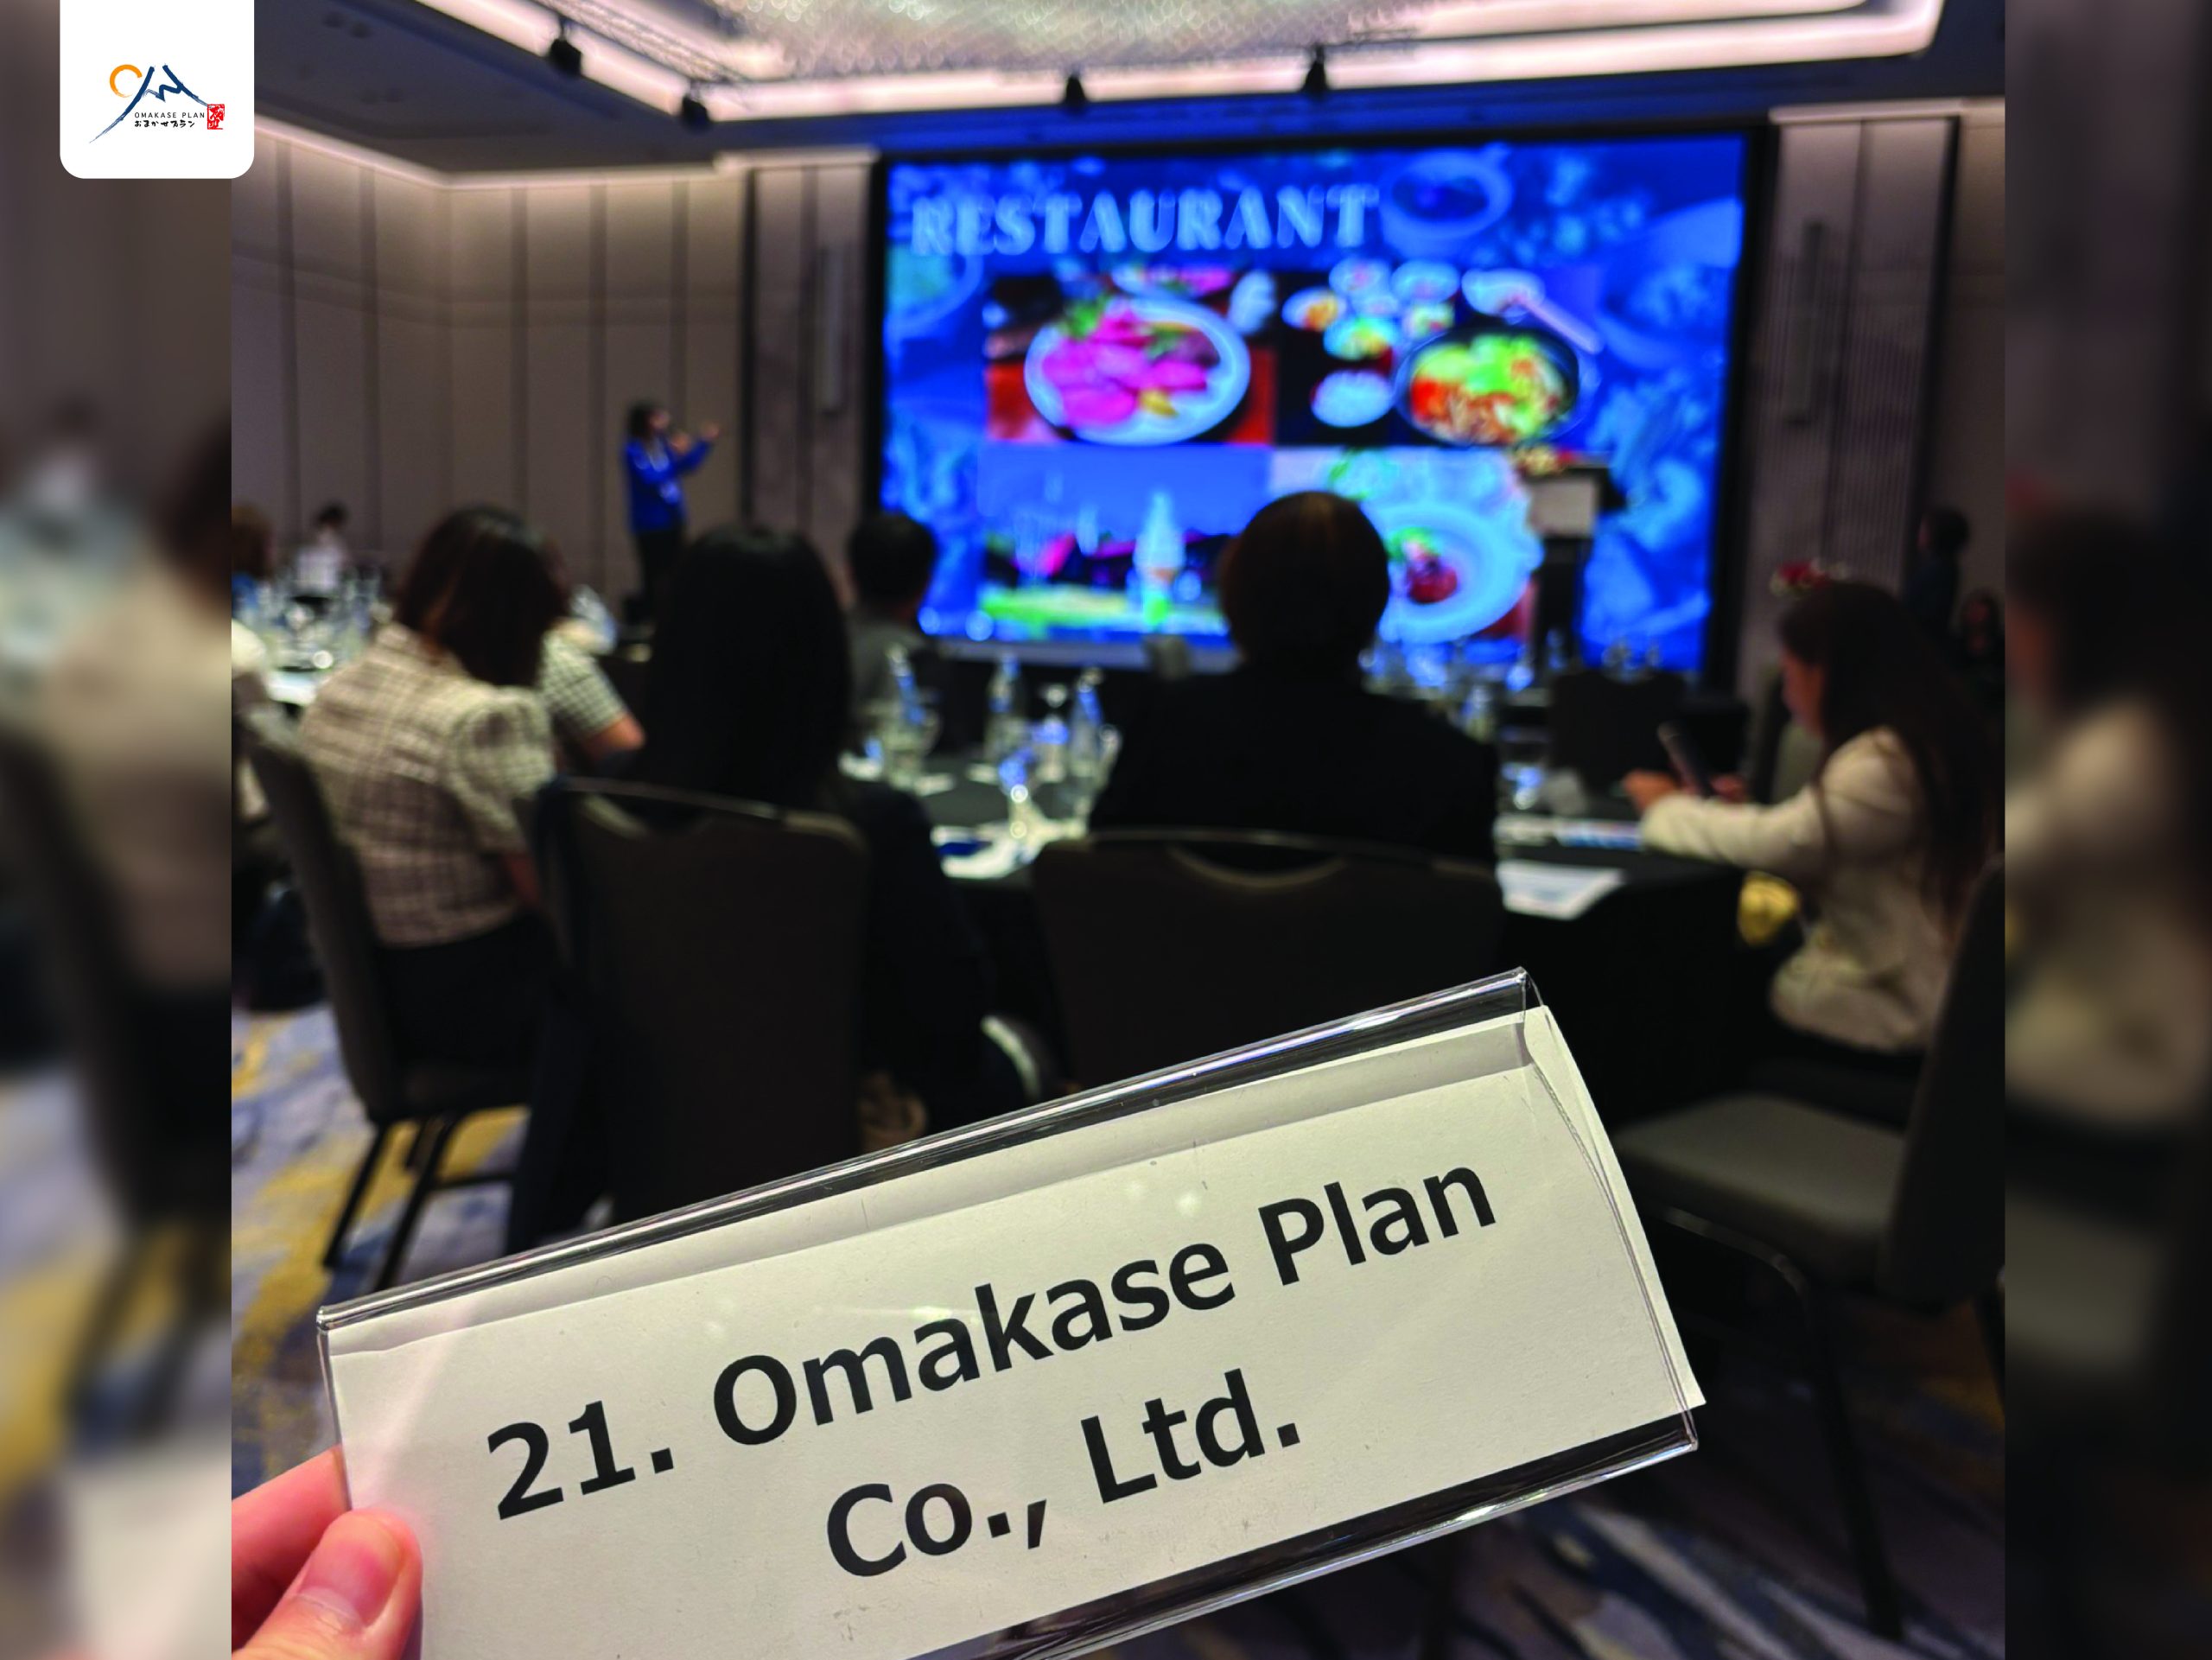 OMAKASE PLAN
おまかせプラン
RESTAURANT
21. Omakase Plan
Co., Ltd.